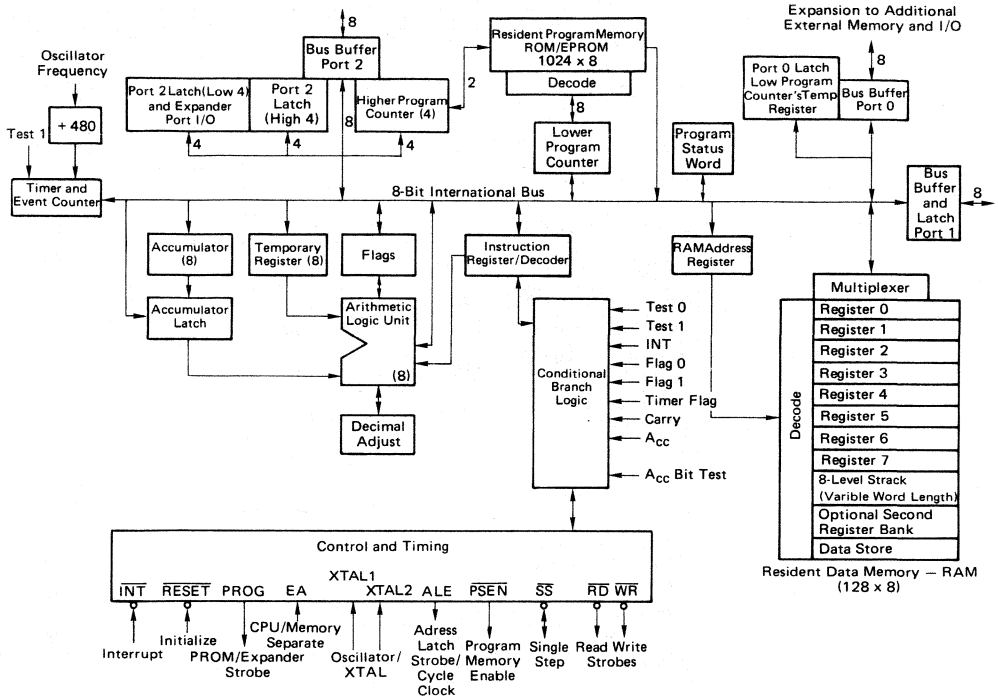 Expansion to Additional
External Memory and I/O
8
8
Oscillator
Frequency
Bus Buffer
Port 2
Resident Program Memory
ROM/EPROM
1024 x 8
Decode
2
8
Port 2 Latch (Low 4)
and Expander
Port I/O
Port 2
Latch
(High 4)
Higher Program
Counter (4)
8
4
4
4
Port 0 Latch
Low Program
Counter's Temp
Register
Bus Buffer
Port 0
Test 1
+ 480
Lower
Program
Counter
Program
Status
Word
Timer and
Event Counter
8-Bit International Bus
Bus
Buffer
and
Latch
Port 1
8
Accumulator
(8)
Temporary
Register (8)
Flags
Instruction
Register/Decoder
RAM Address
Register
Accumulator
Latch
Arithmetic
Logic Unit
(8)
Decimal
Adjust
Conditional
Branch
Logic
Test 0
Test 1
INT
Flag 0
Flag 1
Timer Flag
Carry
Acc
Acc Bit Test
Multiplexer
Decode
Register 0
Register 1
Register 2
Register 3
Register 4
Register 5
Register 6
Register 7
8-Level Strack
(Varible Word Length)
Optional Second
Register Bank
Data Store
Resident Data Memory — RAM
(128 x 8)
Control and Timing
INT
RESET
PROG
EA
XTAL1
XTAL2
ALE
PSEN
SS
RD
WR
Interrupt
Initialize
PROM/Expander
Strobe
CPU/Memory
Separate
Oscillator/
XTAL
Adress
Latch
Strobe/
Cycle
Clock
Program
Memory
Enable
Single
Step
Read Write
Strobes